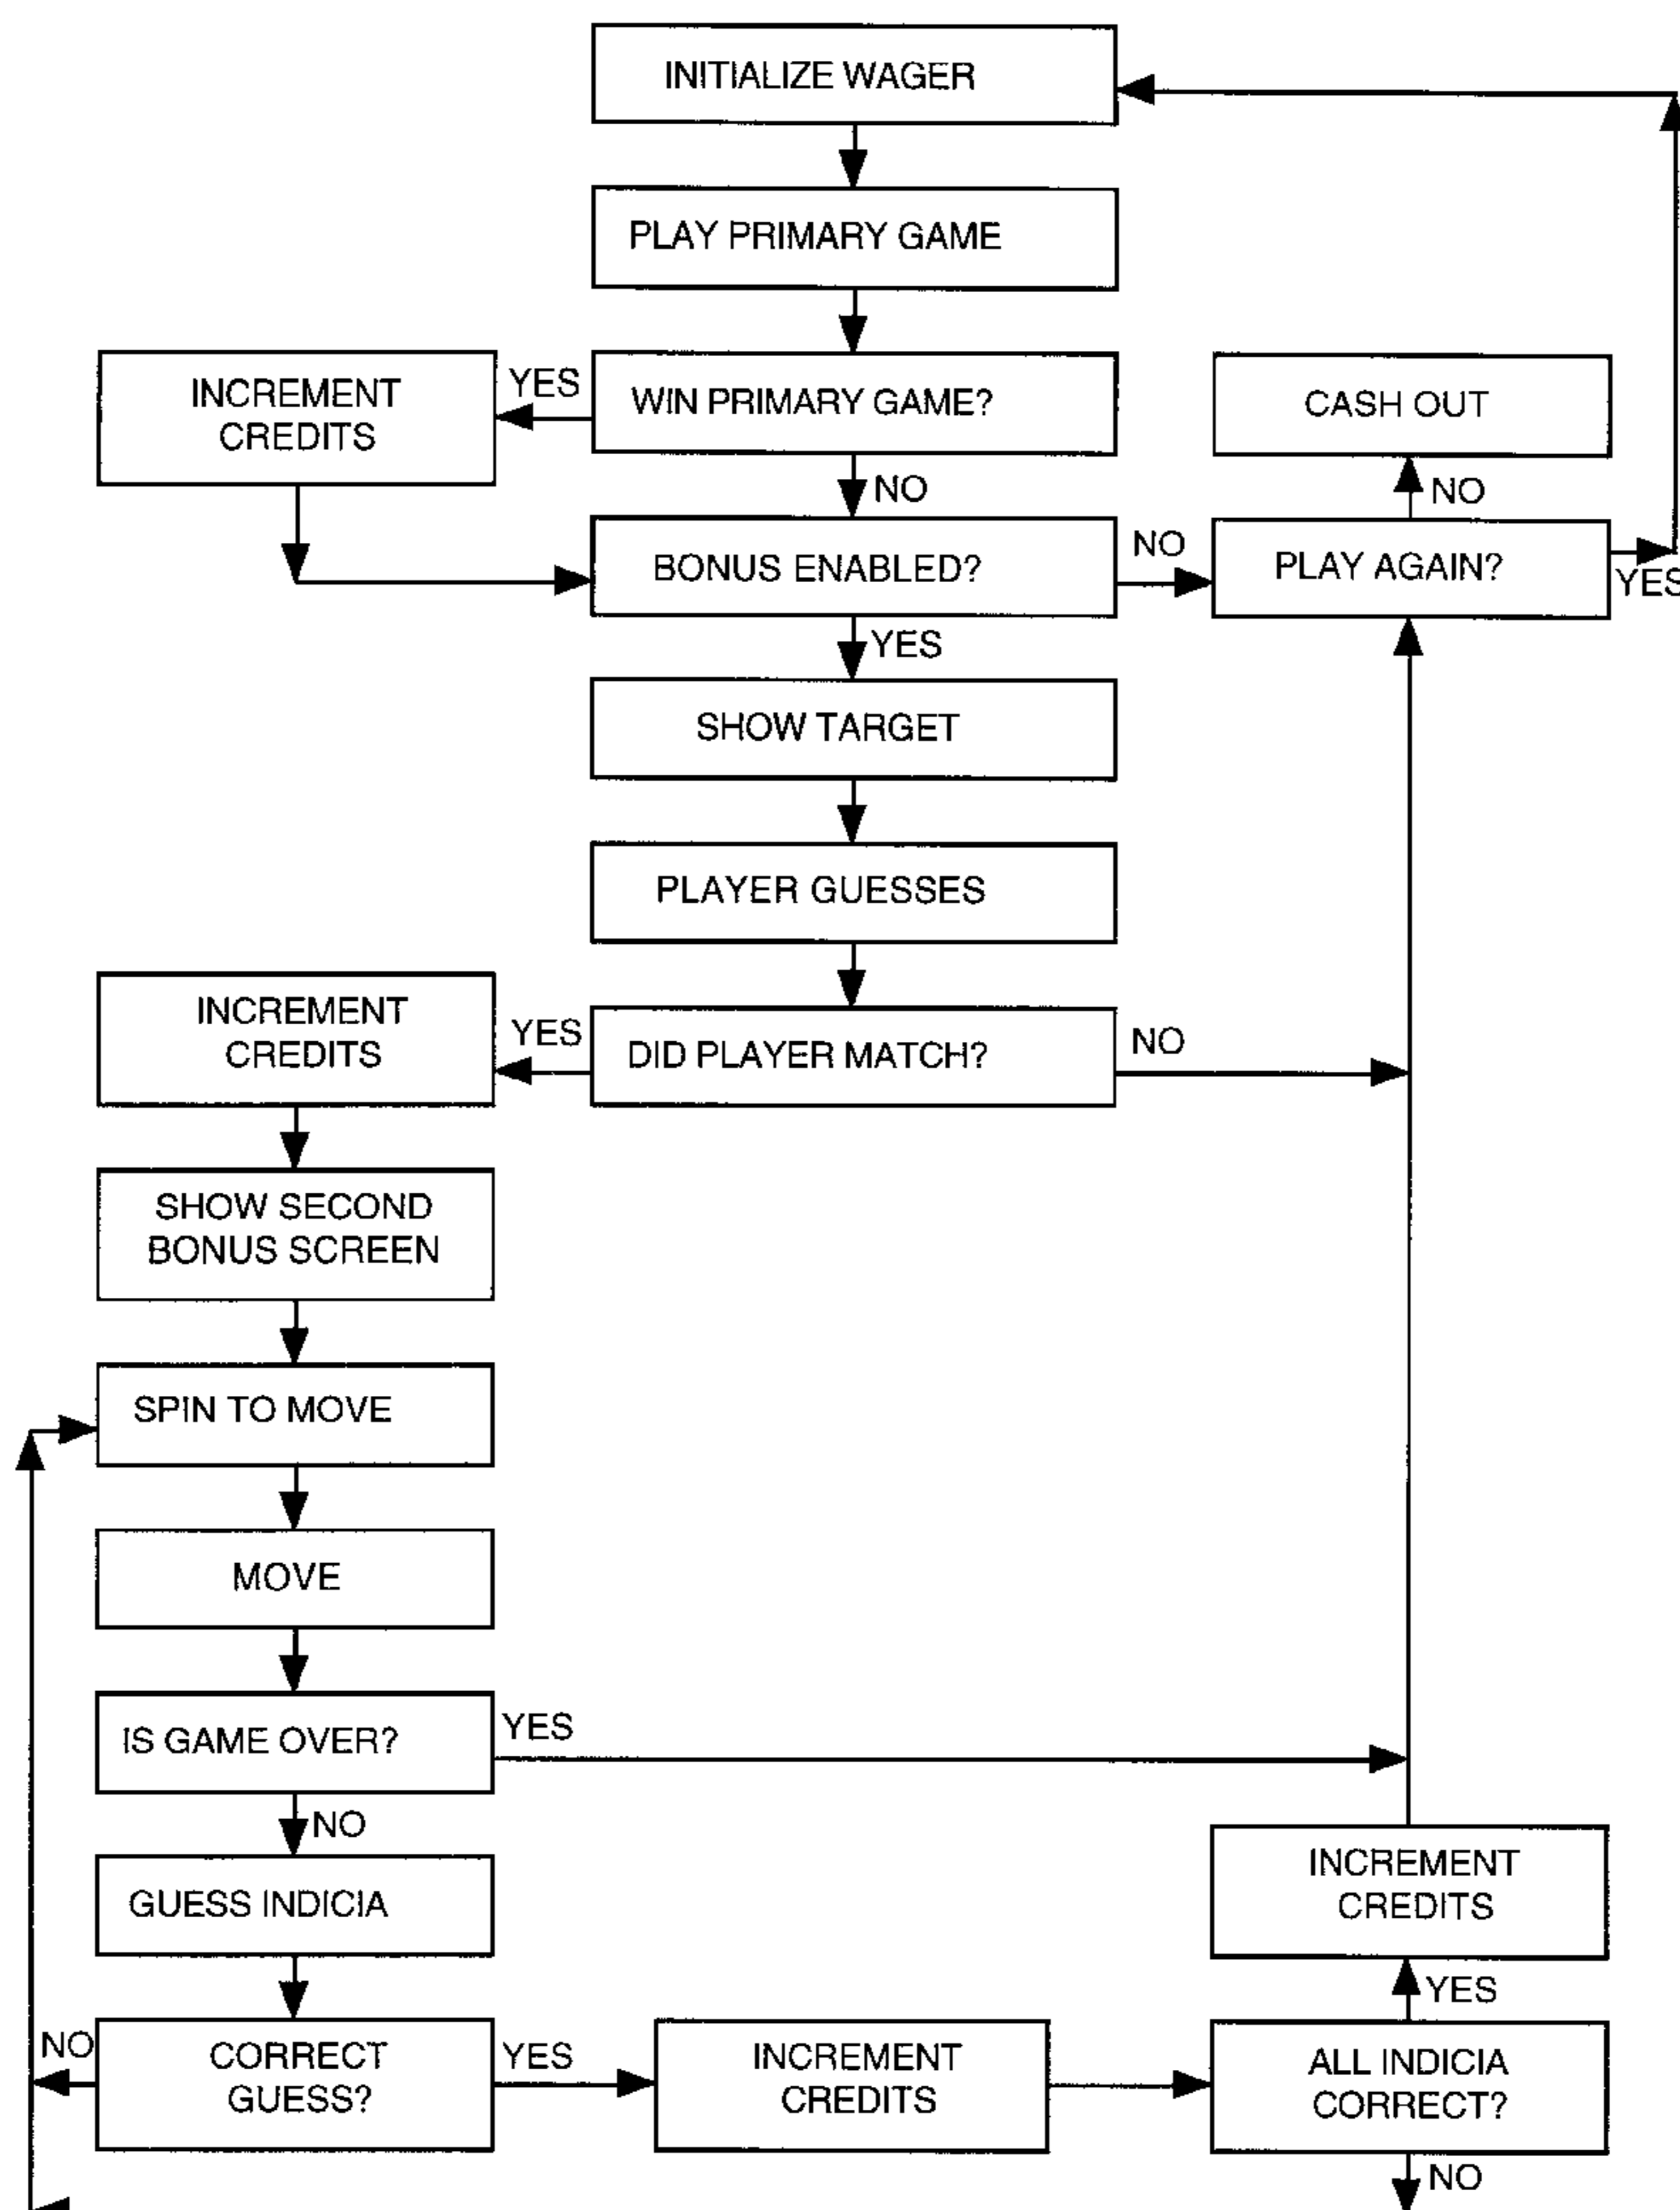 INITIALIZE WAGER
PLAY PRIMARY GAME
INCREMENT
CREDITS
YES
WIN PRIMARY GAME?
CASH OUT
NO
NO
BONUS ENABLED?
NO
PLAY AGAIN?
YES
YES
SHOW TARGET
PLAYER GUESSES
INCREMENT
CREDITS
YES
DID PLAYER MATCH?
NO
SHOW SECOND
BONUS SCREEN
SPIN TO MOVE
MOVE
IS GAME OVER?
YES
NO
GUESS INDICIA
INCREMENT
CREDITS
YES
NO
CORRECT
GUESS?
YES
INCREMENT
CREDITS
ALL INDICIA
CORRECT?
NO